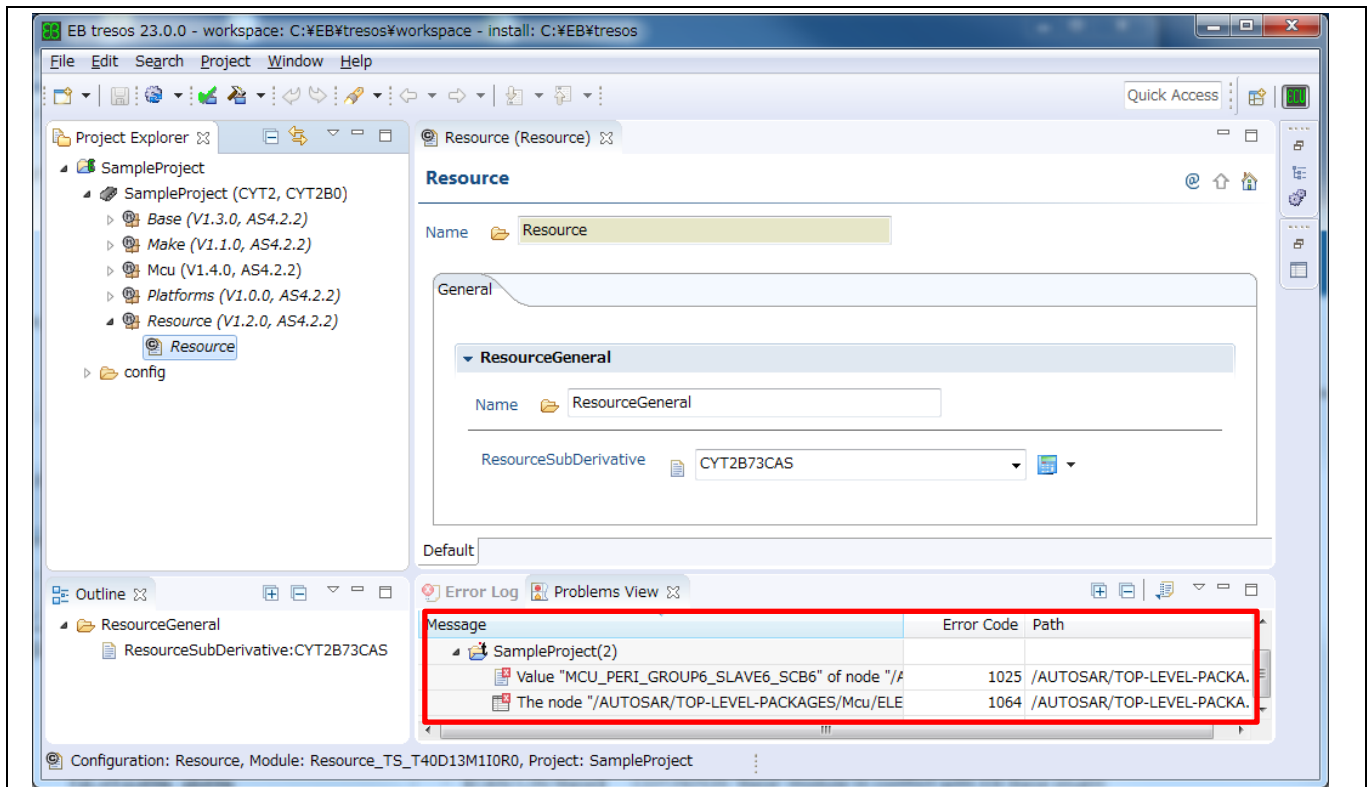 EB tresos 23.0.0 - workspace: C:¥EB¥tresos¥workspace - install: C:¥EB¥tresos
File Edit Search Project Window Help
Quick Access
Project Explorer
SampleProject
SampleProject (CYT2, CYT2B0)
Base (V1.3.0, AS4.2.2)
Make (V1.1.0, AS4.2.2)
Mcu (V1.4.0, AS4.2.2)
Platforms (V1.0.0, AS4.2.2)
Resource (V1.2.0, AS4.2.2)
Resource
config
Resource (Resource)
Resource
Name Resource
General
ResourceGeneral
Name ResourceGeneral
ResourceSubDerivative CYT2B73CAS
Default
Outline
ResourceGeneral
ResourceSubDerivative:CYT2B73CAS
Error Log Problems View
Message Error Code Path
SampleProject(2)
Value "MCU_PERI_GROUP6_SLAVE6_SCB6" of node "/A 1025 /AUTOSAR/TOP-LEVEL-PACKA.
The node "/AUTOSAR/TOP-LEVEL-PACKAGES/Mcu/ELE 1064 /AUTOSAR/TOP-LEVEL-PACKA.
Configuration: Resource, Module: Resource_TS_T40D13M1I0R0, Project: SampleProject